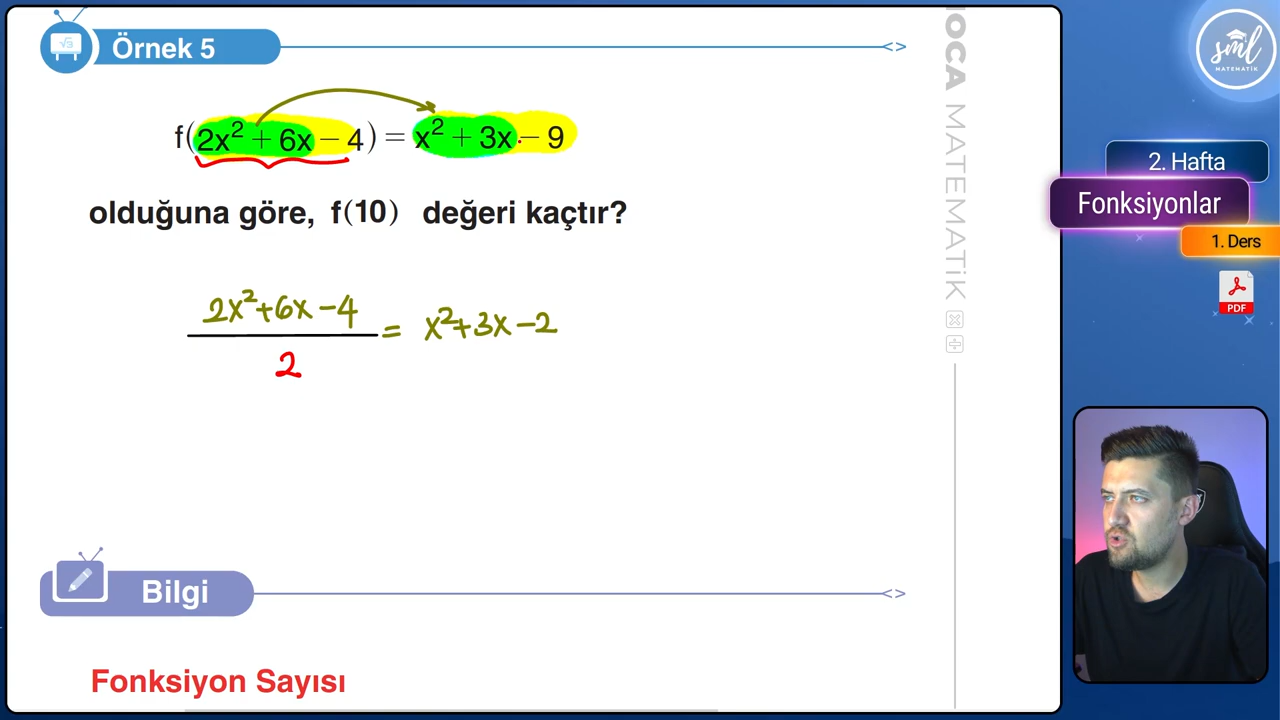 Örnek 5
f(2x² + 6x − 4) = x² + 3x − 9
olduğuna göre, f(10) değeri kaçtır?
2x²+6x−4
2
= x²+3x−2
Bilgi
Fonksiyon Sayısı
OCA MATEMATİK
sml
MATEMATİK
2. Hafta
Fonksiyonlar
1. Ders
PDF